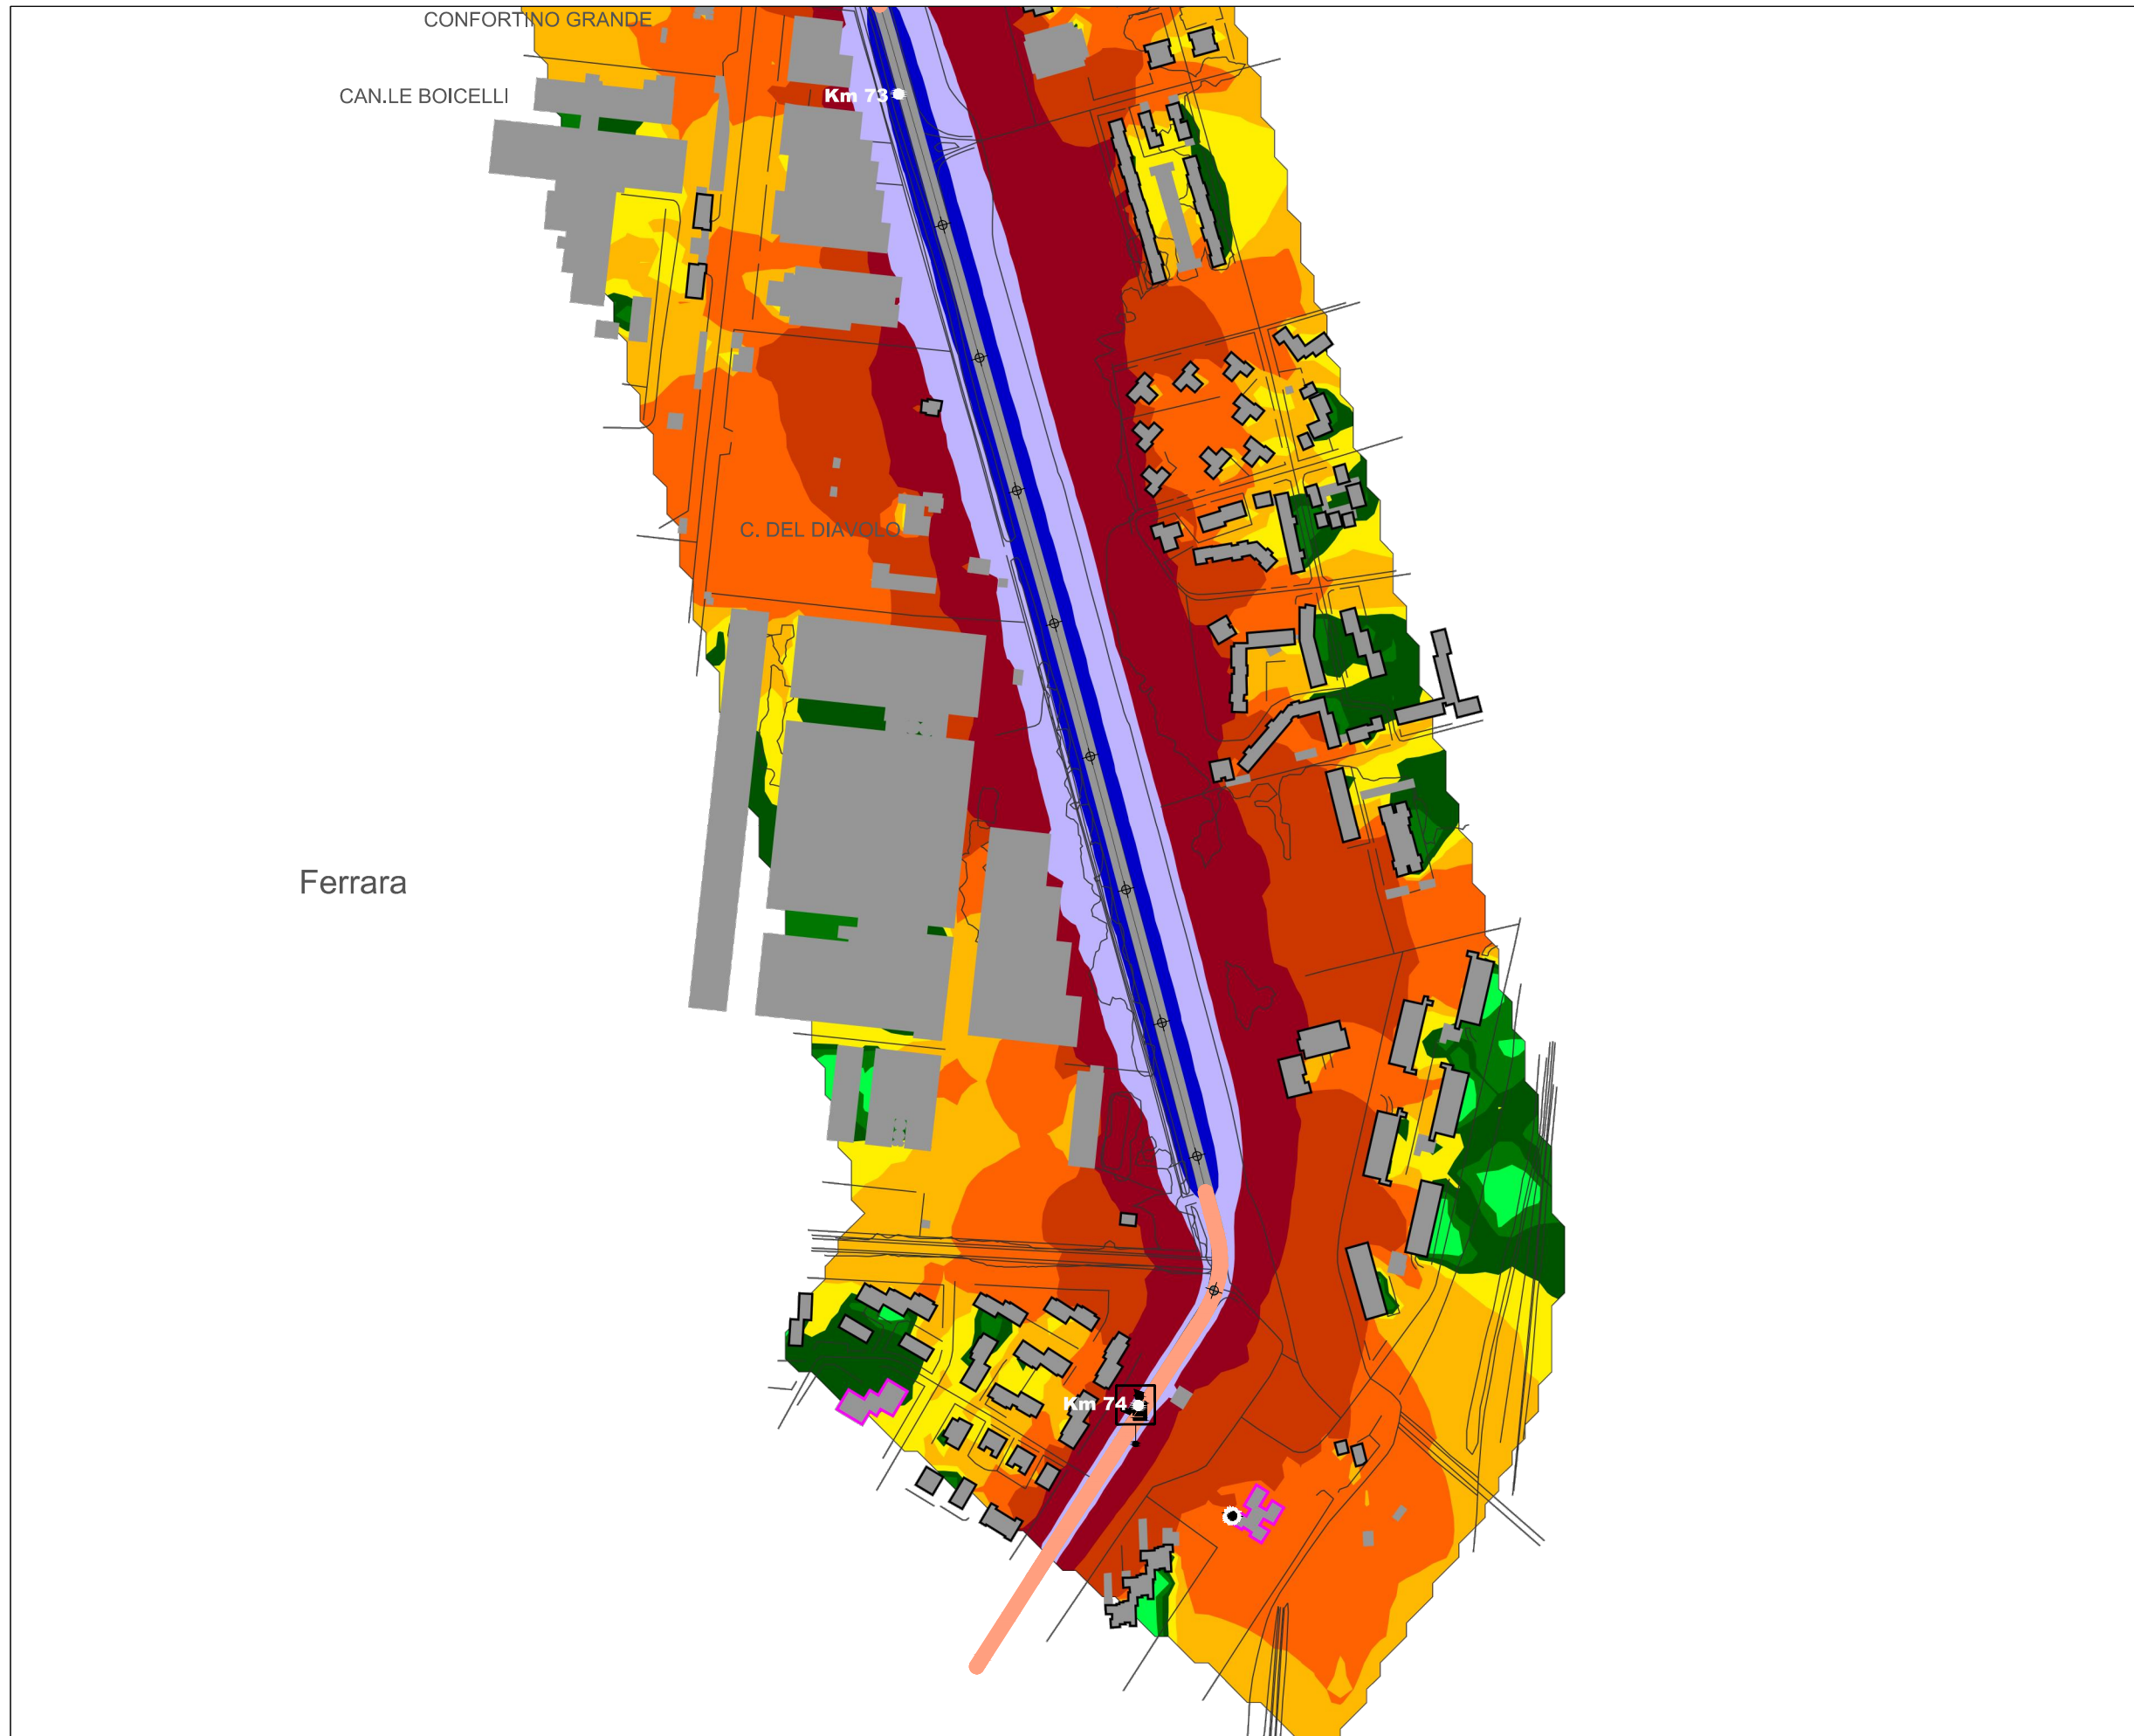 CONFORTINO GRANDE
CAN.LE BOICELLI
Km 73
C. DEL DIAVOLO
Ferrara
Km 74